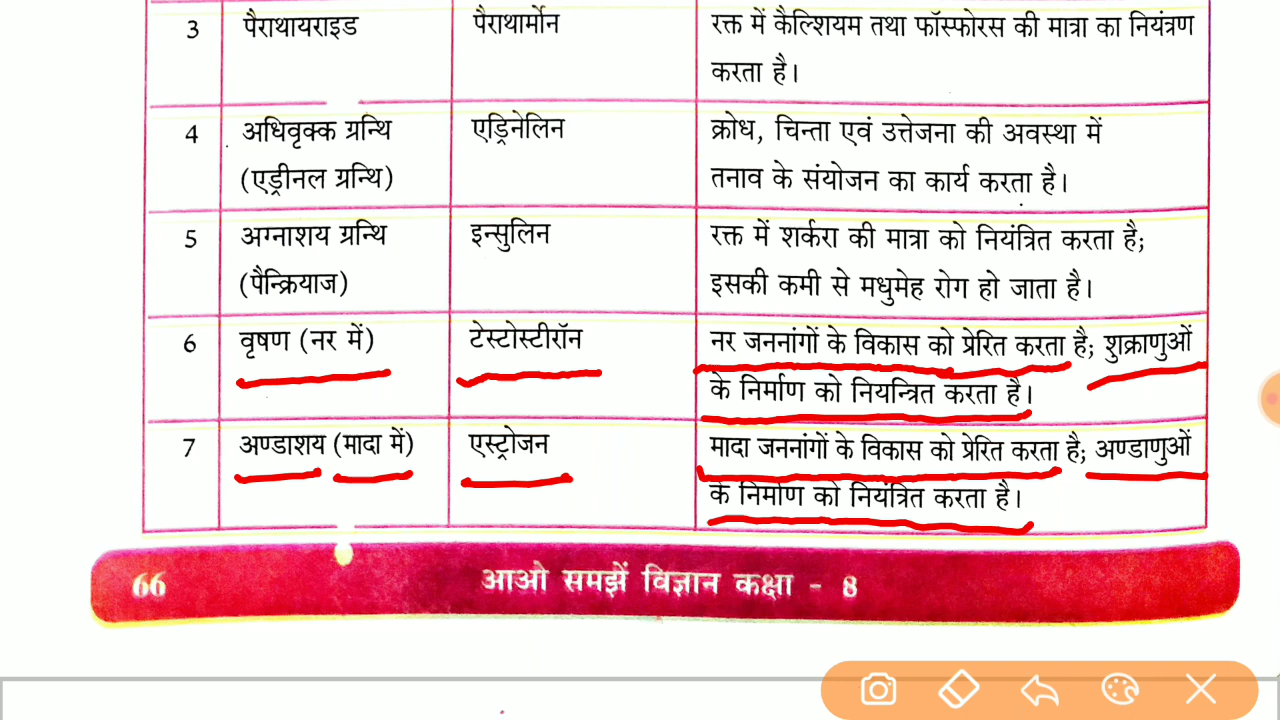 3 पैराथायराइड पैराथार्मोन रक्त में कैल्शियम तथा फॉस्फोरस की मात्रा का नियंत्रण
करता है।
4 अधिवृक्क ग्रन्थि एड्रिनेलिन क्रोध, चिन्ता एवं उत्तेजना की अवस्था में
(एड्रीनल ग्रन्थि) तनाव के संयोजन का कार्य करता है।
5 अग्नाशय ग्रन्थि इन्सुलिन रक्त में शर्करा की मात्रा को नियंत्रित करता है;
(पैन्क्रियाज) इसकी कमी से मधुमेह रोग हो जाता है।
6 वृषण (नर में) टेस्टोस्टीरॉन नर जननांगों के विकास को प्रेरित करता है; शुक्राणुओं
के निर्माण को नियन्त्रित करता है।
7 अण्डाशय (मादा में) एस्ट्रोजन मादा जननांगों के विकास को प्रेरित करता है; अण्डाणुओं
के निर्माण को नियंत्रित करता है।
66 आओ समझें विज्ञान कक्षा - 8